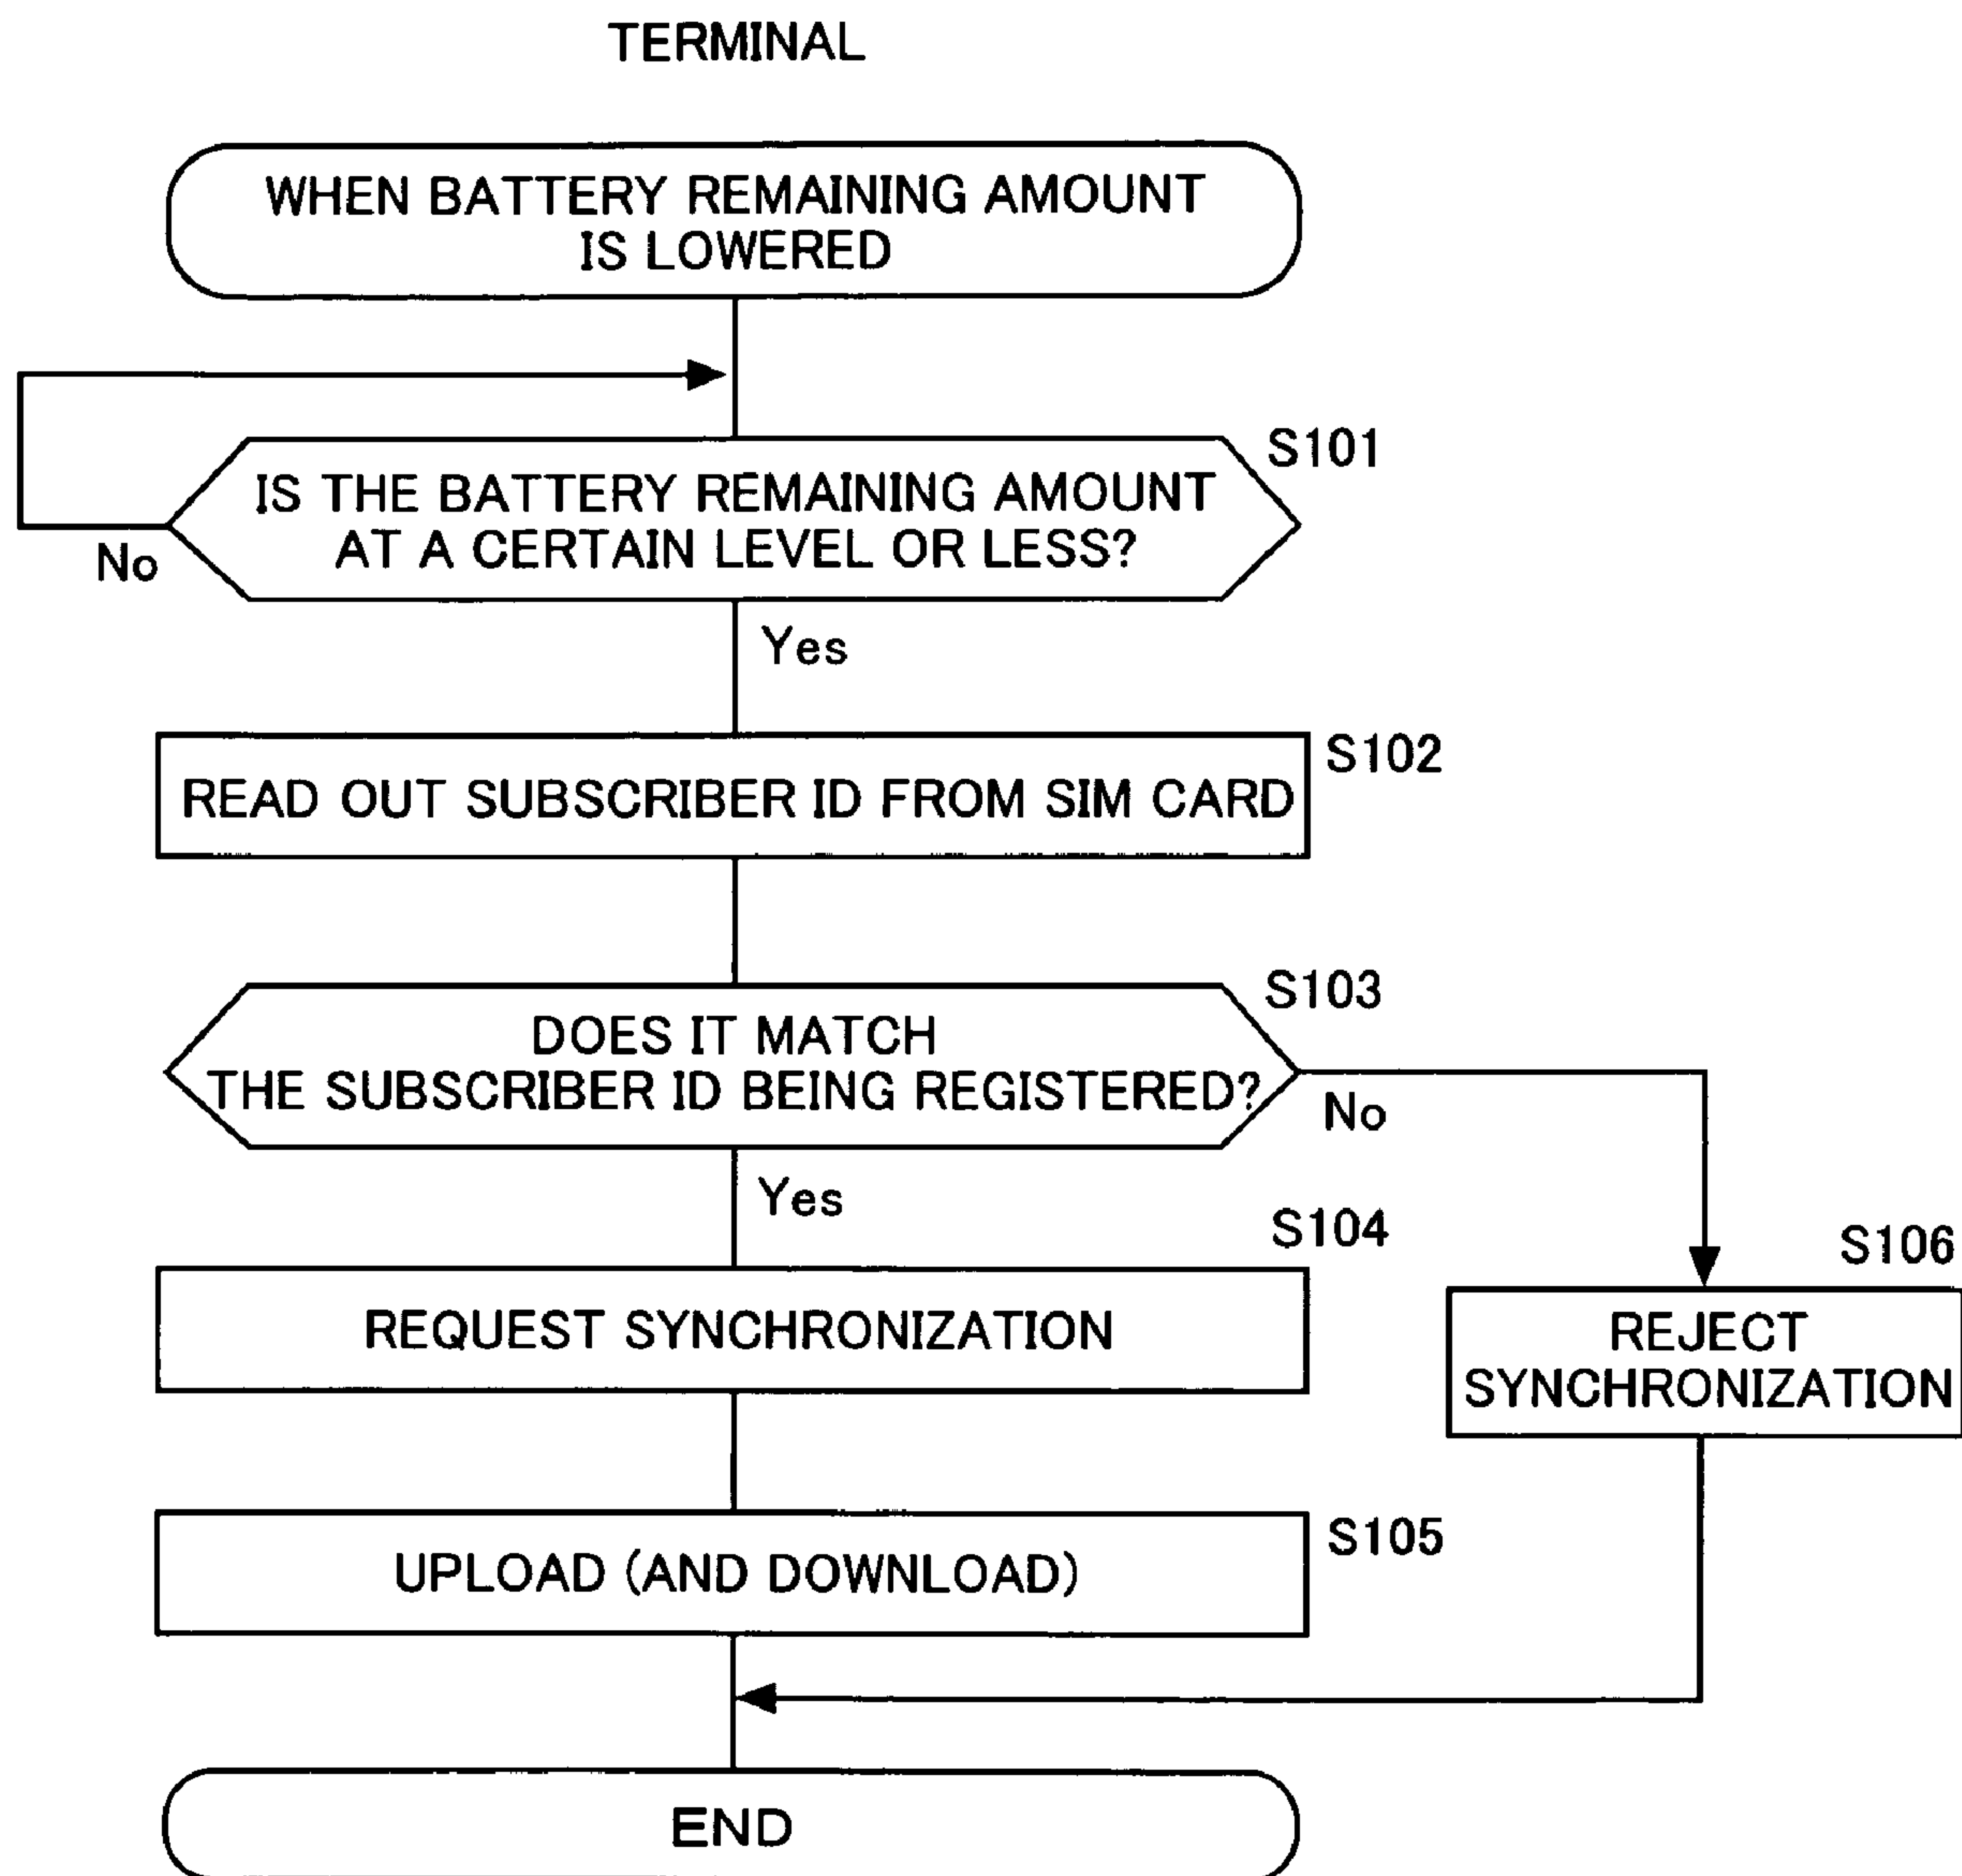 TERMINAL
WHEN BATTERY REMAINING AMOUNT
IS LOWERED
S101
IS THE BATTERY REMAINING AMOUNT
AT A CERTAIN LEVEL OR LESS?
No
Yes
S102
READ OUT SUBSCRIBER ID FROM SIM CARD
S103
DOES IT MATCH
THE SUBSCRIBER ID BEING REGISTERED?
No
Yes
S104
REQUEST SYNCHRONIZATION
S106
REJECT
SYNCHRONIZATION
S105
UPLOAD (AND DOWNLOAD)
END